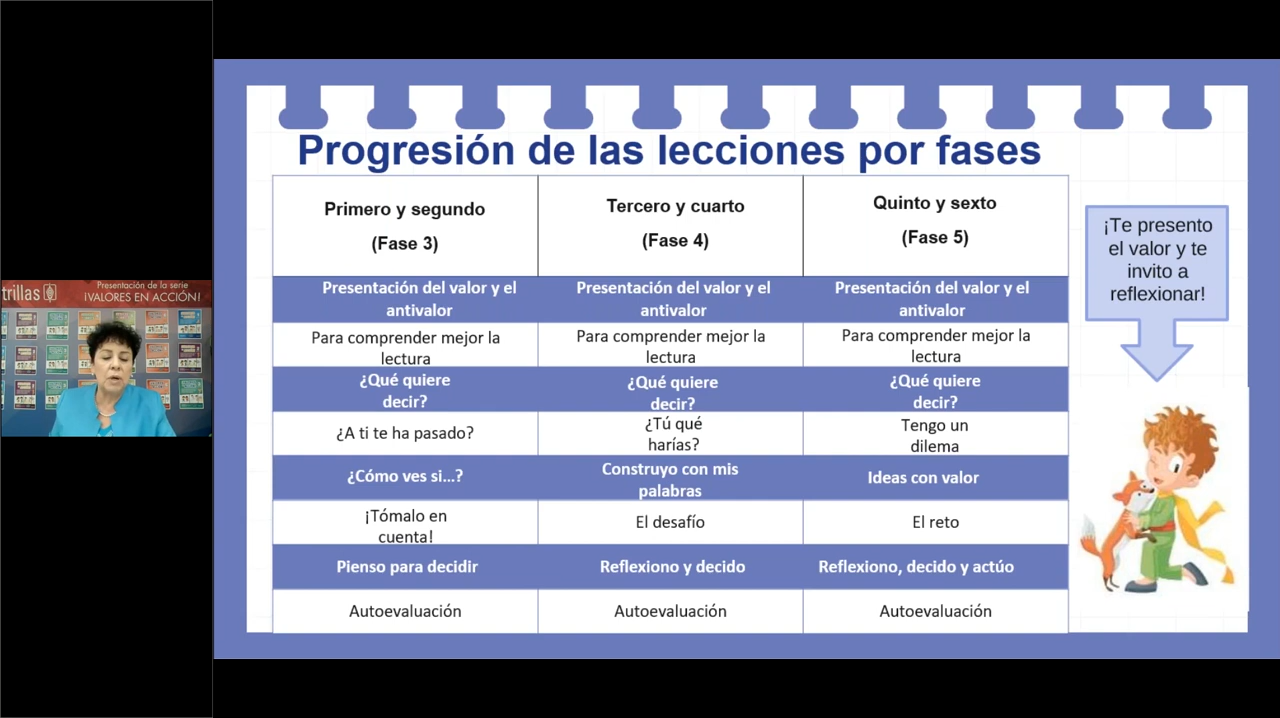 trillas
Presentación de la serie
¡VALORES EN ACCIÓN!
Progresión de las lecciones por fases
Primero y segundo
(Fase 3)
Tercero y cuarto
(Fase 4)
Quinto y sexto
(Fase 5)
Presentación del valor y el
antivalor
Presentación del valor y el
antivalor
Presentación del valor y el
antivalor
Para comprender mejor la
lectura
Para comprender mejor la
lectura
Para comprender mejor la
lectura
¿Qué quiere
decir?
¿Qué quiere
decir?
¿Qué quiere
decir?
¿A ti te ha pasado?
¿Tú qué
harías?
Tengo un
dilema
¿Cómo ves si...?
Construyo con mis
palabras
Ideas con valor
¡Tómalo en
cuenta!
El desafío
El reto
Pienso para decidir
Reflexiono y decido
Reflexiono, decido y actúo
Autoevaluación
Autoevaluación
Autoevaluación
¡Te presento
el valor y te
invito a
reflexionar!